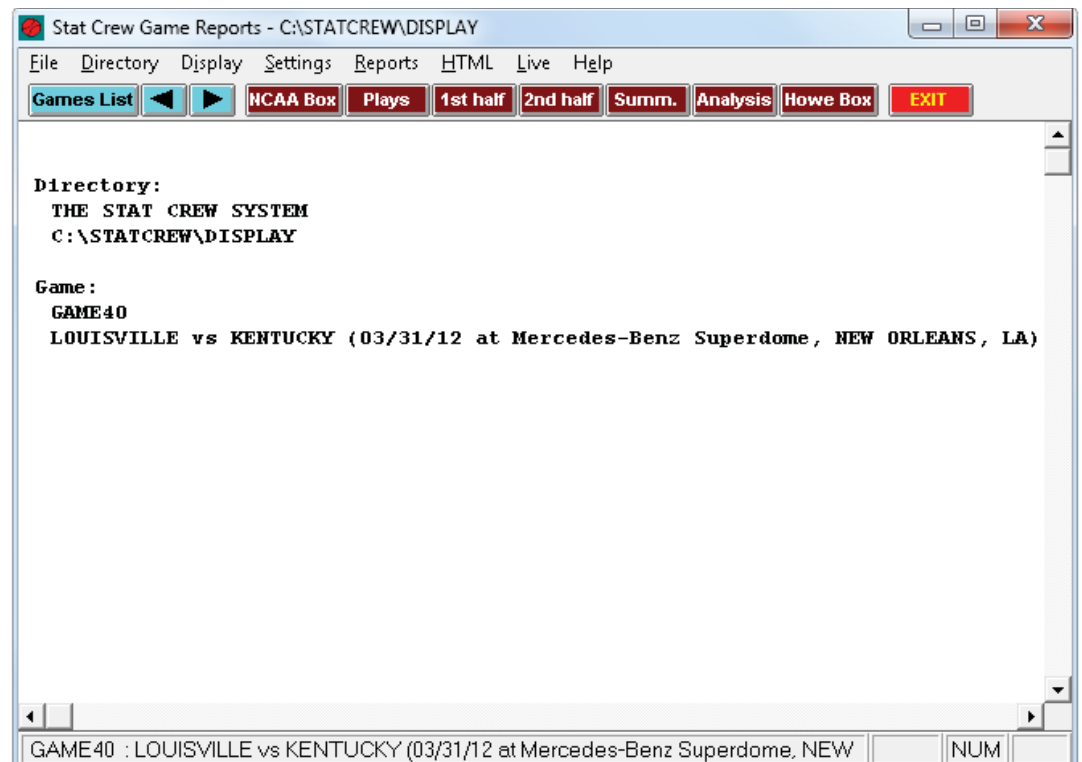 Stat Crew Game Reports - C:\STATCREW\DISPLAY
File Directory Display Settings Reports HTML Live Help
Games List NCAA Box Plays 1st half 2nd half Summ. Analysis Howe Box EXIT
Directory:
THE STAT CREW SYSTEM
C:\STATCREW\DISPLAY
Game:
GAME40
LOUISVILLE vs KENTUCKY (03/31/12 at Mercedes-Benz Superdome, NEW ORLEANS, LA)
GAME40 : LOUISVILLE vs KENTUCKY (03/31/12 at Mercedes-Benz Superdome, NEW NUM